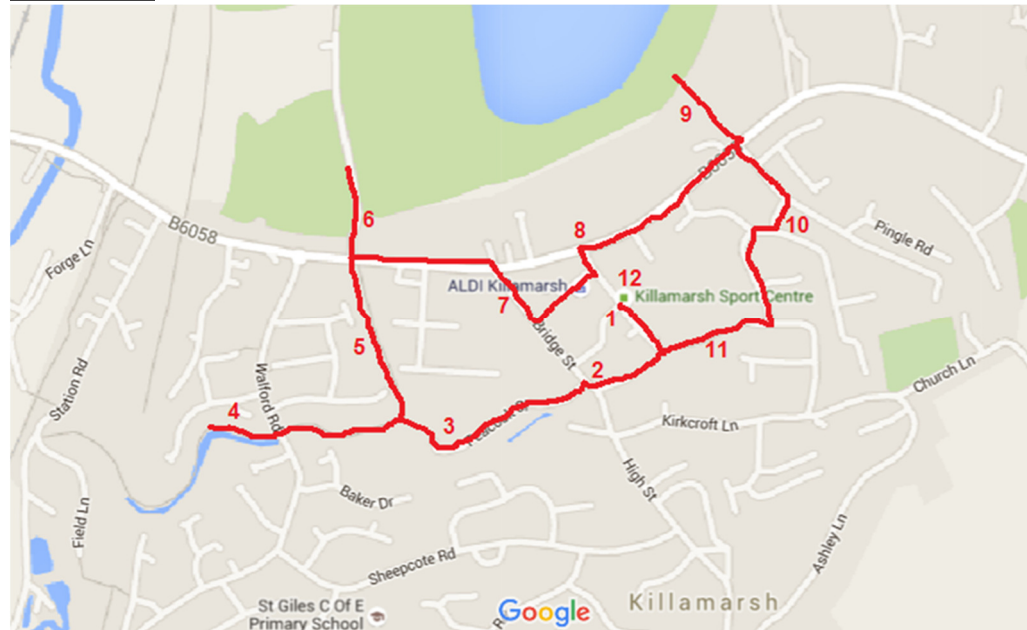 9
B6058
6
8
10
Pingle Rd
Forge Ln
12
ALDI Killamarsh
Killamarsh Sport Centre
7
1
Bridge St
5
11
2
Station Rd
Walford Rd
Church Ln
4
3
Kirkcroft Ln
High St
Baker Dr
Field Ln
Ashley Ln
Sheepcote Rd
St Giles C Of E
Primary School
Google
Killamarsh